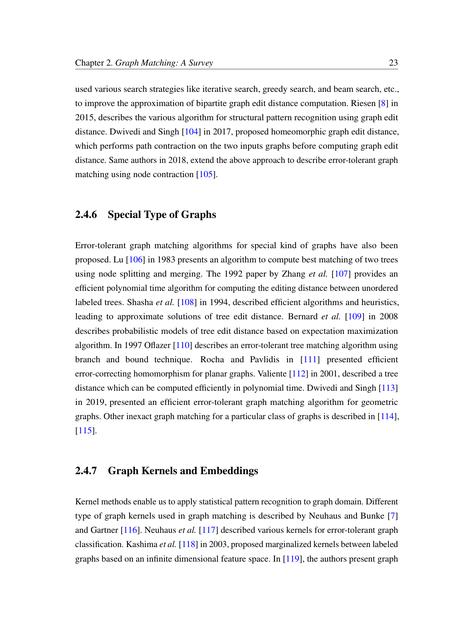 Chapter 2. Graph Matching: A Survey 23
used various search strategies like iterative search, greedy search, and beam search, etc.,
to improve the approximation of bipartite graph edit distance computation. Riesen [8] in
2015, describes the various algorithm for structural pattern recognition using graph edit
distance. Dwivedi and Singh [104] in 2017, proposed homeomorphic graph edit distance,
which performs path contraction on the two inputs graphs before computing graph edit
distance. Same authors in 2018, extend the above approach to describe error-tolerant graph
matching using node contraction [105].
2.4.6 Special Type of Graphs
Error-tolerant graph matching algorithms for special kind of graphs have also been
proposed. Lu [106] in 1983 presents an algorithm to compute best matching of two trees
using node splitting and merging. The 1992 paper by Zhang et al. [107] provides an
efficient polynomial time algorithm for computing the editing distance between unordered
labeled trees. Shasha et al. [108] in 1994, described efficient algorithms and heuristics,
leading to approximate solutions of tree edit distance. Bernard et al. [109] in 2008
describes probabilistic models of tree edit distance based on expectation maximization
algorithm. In 1997 Oflazer [110] describes an error-tolerant tree matching algorithm using
branch and bound technique. Rocha and Pavlidis in [111] presented efficient
error-correcting homomorphism for planar graphs. Valiente [112] in 2001, described a tree
distance which can be computed efficiently in polynomial time. Dwivedi and Singh [113]
in 2019, presented an efficient error-tolerant graph matching algorithm for geometric
graphs. Other inexact graph matching for a particular class of graphs is described in [114],
[115].
2.4.7 Graph Kernels and Embeddings
Kernel methods enable us to apply statistical pattern recognition to graph domain. Different
type of graph kernels used in graph matching is described by Neuhaus and Bunke [7]
and Gartner [116]. Neuhaus et al. [117] described various kernels for error-tolerant graph
classification. Kashima et al. [118] in 2003, proposed marginalized kernels between labeled
graphs based on an infinite dimensional feature space. In [119], the authors present graph